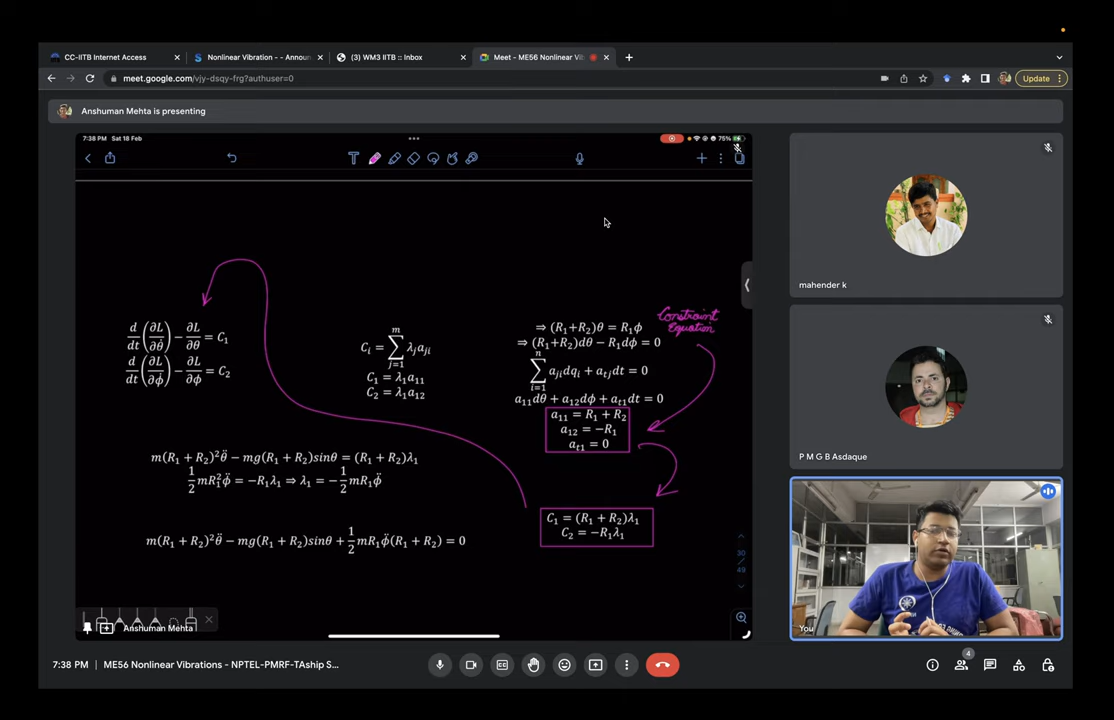 CC-IITB Internet Access
Nonlinear Vibration - - Announ
(3) WM3 IITB :: Inbox
Meet - ME56 Nonlinear Vib
meet.google.com/vjy-dsqy-frg?authuser=0
Update
Anshuman Mehta is presenting
7:38 PM Sat 18 Feb
75%
Constraint
Equation
d/dt(∂L/∂θ̇) − ∂L/∂θ = C₁
d/dt(∂L/∂ϕ̇) − ∂L/∂ϕ = C₂
Cᵢ = ∑ⱼ₌₁ᵐ λⱼaⱼᵢ
C₁ = λ₁a₁₁
C₂ = λ₁a₁₂
⇒ (R₁+R₂)θ = R₁ϕ
⇒ (R₁+R₂)dθ − R₁dϕ = 0
∑ᵢ₌₁ⁿ aⱼᵢdqᵢ + aₜⱼdt = 0
a₁₁dθ + a₁₂dϕ + aₜ₁dt = 0
a₁₁ = R₁ + R₂
a₁₂ = −R₁
aₜ₁ = 0
m(R₁ + R₂)²θ̈ − mg(R₁ + R₂)sinθ = (R₁ + R₂)λ₁
1/2 mR₁²ϕ̈ = −R₁λ₁ ⇒ λ₁ = −1/2 mR₁ϕ̈
C₁ = (R₁ + R₂)λ₁
C₂ = −R₁λ₁
m(R₁ + R₂)²θ̈ − mg(R₁ + R₂)sinθ + 1/2 mR₁ϕ̈(R₁ + R₂) = 0
30
/
49
Anshuman Mehta
mahender k
P M G B Asdaque
You
7:38 PM | ME56 Nonlinear Vibrations - NPTEL-PMRF-TAship S...
4